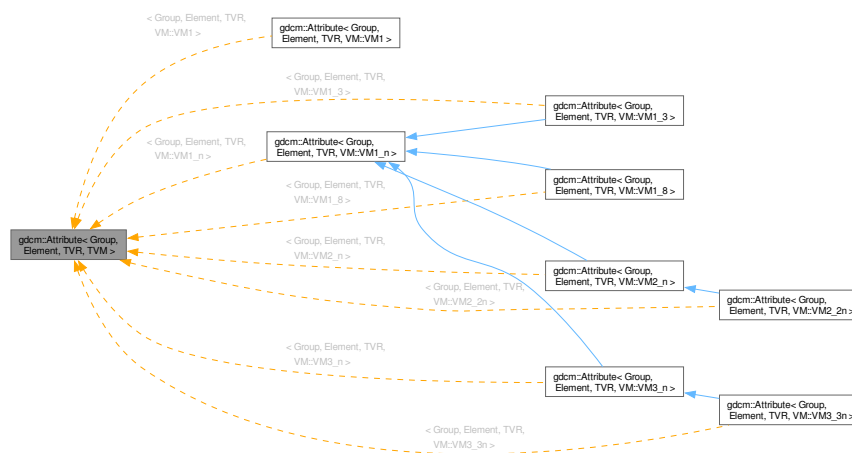 < Group, Element, TVR,
VM::VM1 >
gdcm::Attribute< Group,
Element, TVR, VM::VM1 >
< Group, Element, TVR,
VM::VM1_3 >
gdcm::Attribute< Group,
Element, TVR, VM::VM1_3 >
< Group, Element, TVR,
VM::VM1_n >
gdcm::Attribute< Group,
Element, TVR, VM::VM1_n >
< Group, Element, TVR,
VM::VM1_8 >
gdcm::Attribute< Group,
Element, TVR, VM::VM1_8 >
gdcm::Attribute< Group,
Element, TVR, TVM >
< Group, Element, TVR,
VM::VM2_n >
gdcm::Attribute< Group,
Element, TVR, VM::VM2_n >
< Group, Element, TVR,
VM::VM2_2n >
gdcm::Attribute< Group,
Element, TVR, VM::VM2_2n >
< Group, Element, TVR,
VM::VM3_n >
gdcm::Attribute< Group,
Element, TVR, VM::VM3_n >
< Group, Element, TVR,
VM::VM3_3n >
gdcm::Attribute< Group,
Element, TVR, VM::VM3_3n >